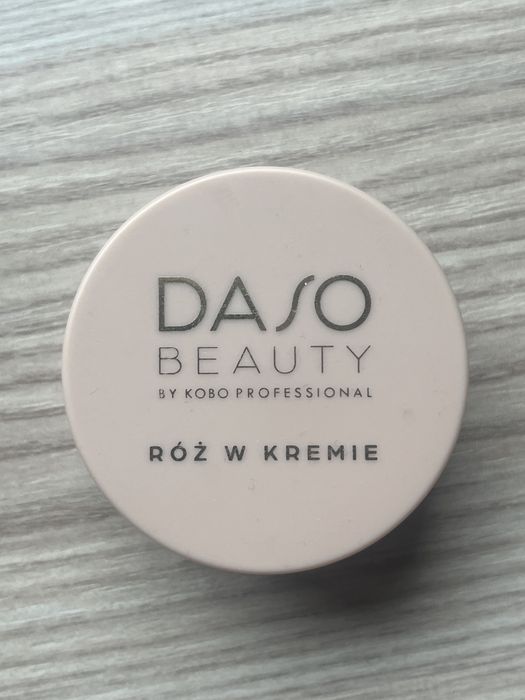 DASO
BEAUTY
BY KOBO PROFESSIONAL
RÓŻ W KREMIE